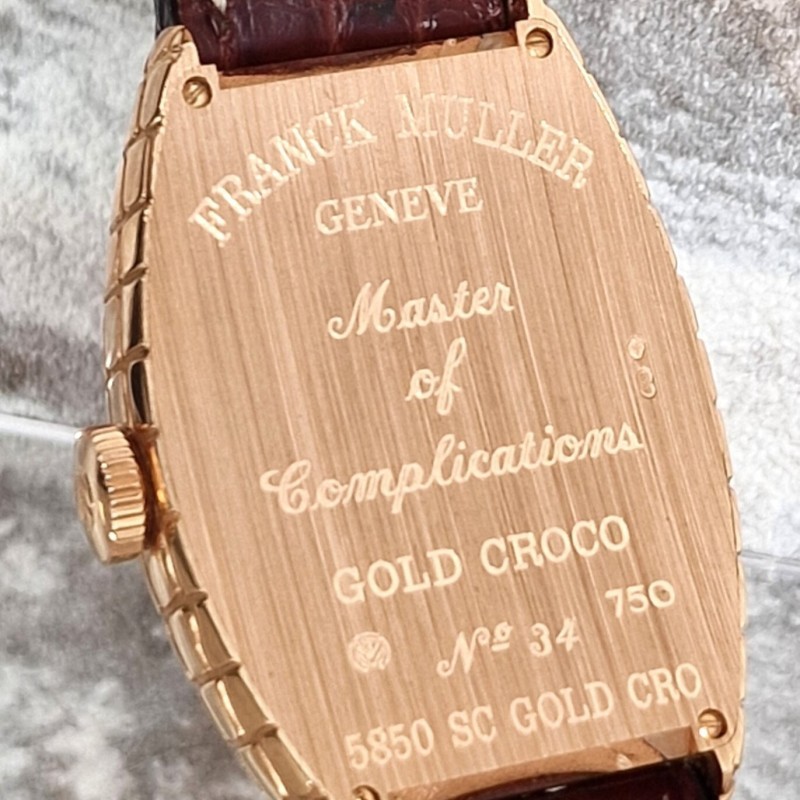 FRANCK MULLER
GENEVE
Master
of
Complications
GOLD CROCO
Nº 34 750
5850 SC GOLD CRO